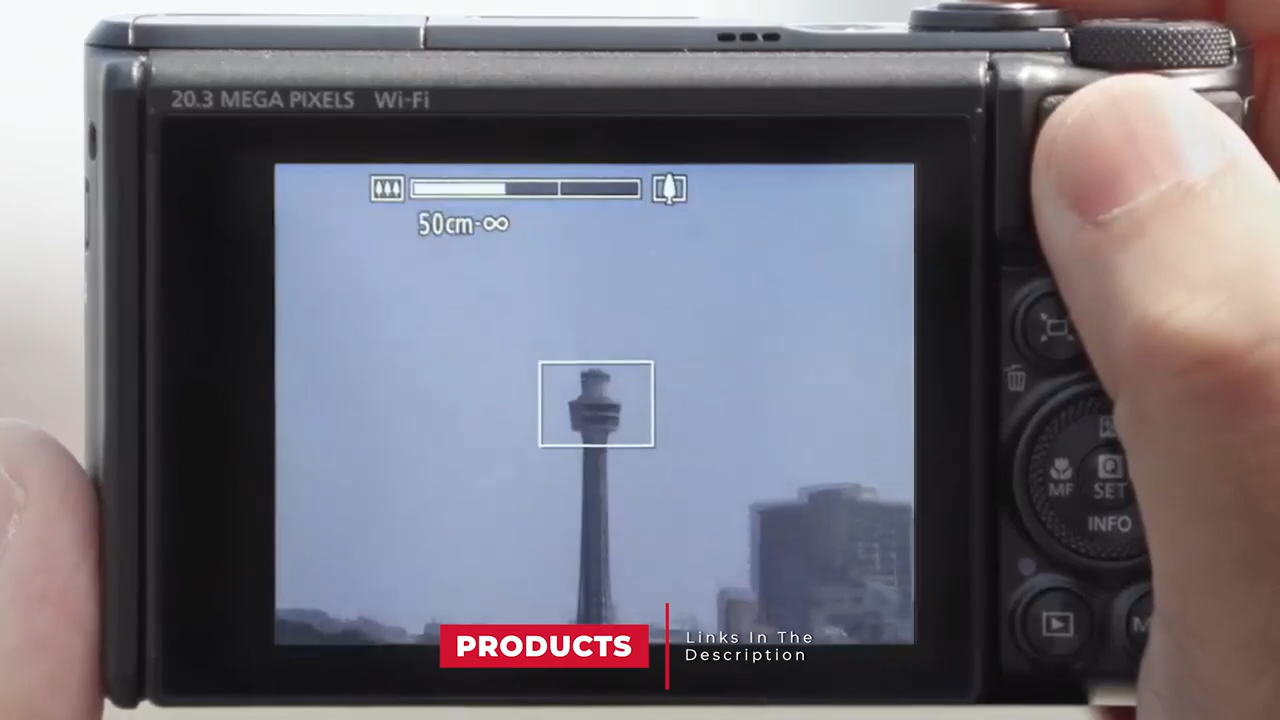 20.3 MEGA PIXELS Wi-Fi
50cm-∞
MF
Q
SET
INFO
PRODUCTS
Links In The
Description